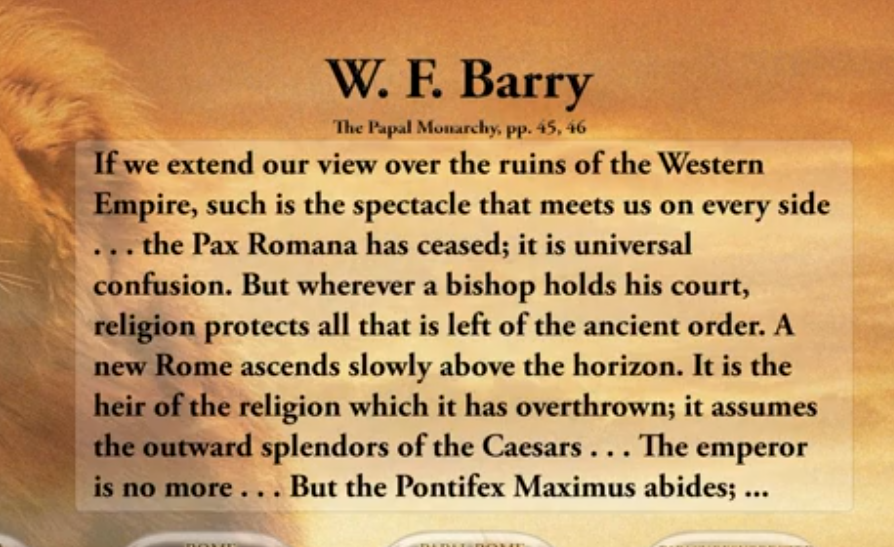 W. F. Barry
The Papal Monarchy, pp. 45, 46
If we extend our view over the ruins of the Western
Empire, such is the spectacle that meets us on every side
. . . the Pax Romana has ceased; it is universal
confusion. But wherever a bishop holds his court,
religion protects all that is left of the ancient order. A
new Rome ascends slowly above the horizon. It is the
heir of the religion which it has overthrown; it assumes
the outward splendors of the Caesars . . . The emperor
is no more . . . But the Pontifex Maximus abides; ...